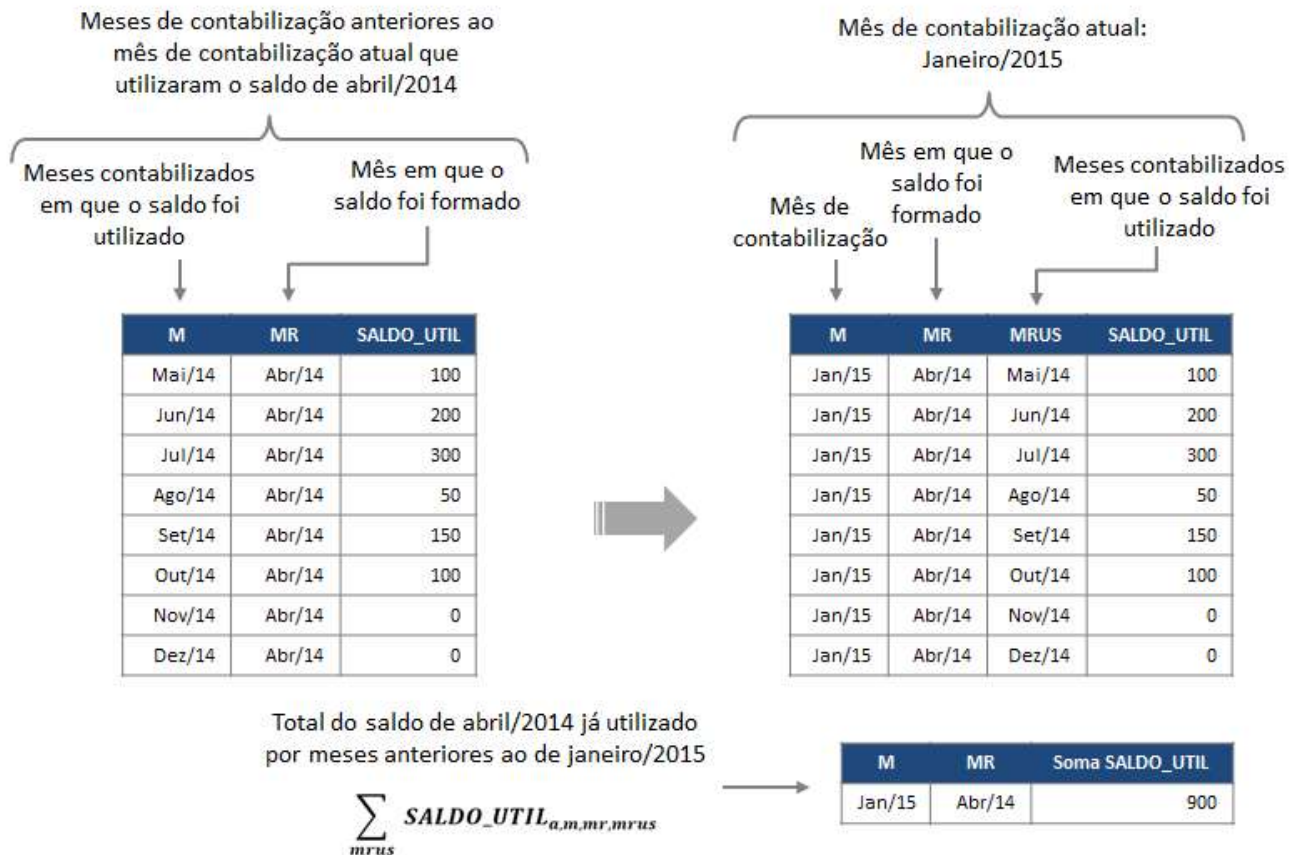 Meses de contabilização anteriores ao
mês de contabilização atual que
utilizaram o saldo de abril/2014
Meses contabilizados
em que o saldo foi
utilizado
Mês em que o
saldo foi formado
M MR SALDO_UTIL
Mai/14 Abr/14 100
Jun/14 Abr/14 200
Jul/14 Abr/14 300
Ago/14 Abr/14 50
Set/14 Abr/14 150
Out/14 Abr/14 100
Nov/14 Abr/14 0
Dez/14 Abr/14 0
Mês de contabilização atual:
Janeiro/2015
Mês de
contabilização
Mês em que o
saldo foi
formado
Meses contabilizados
em que o saldo foi
utilizado
M MR MRUS SALDO_UTIL
Jan/15 Abr/14 Mai/14 100
Jan/15 Abr/14 Jun/14 200
Jan/15 Abr/14 Jul/14 300
Jan/15 Abr/14 Ago/14 50
Jan/15 Abr/14 Set/14 150
Jan/15 Abr/14 Out/14 100
Jan/15 Abr/14 Nov/14 0
Jan/15 Abr/14 Dez/14 0
Total do saldo de abril/2014 já utilizado
por meses anteriores ao de janeiro/2015
∑ SALDO_UTILa,m,mr,mrus
mrus
M MR Soma SALDO_UTIL
Jan/15 Abr/14 900